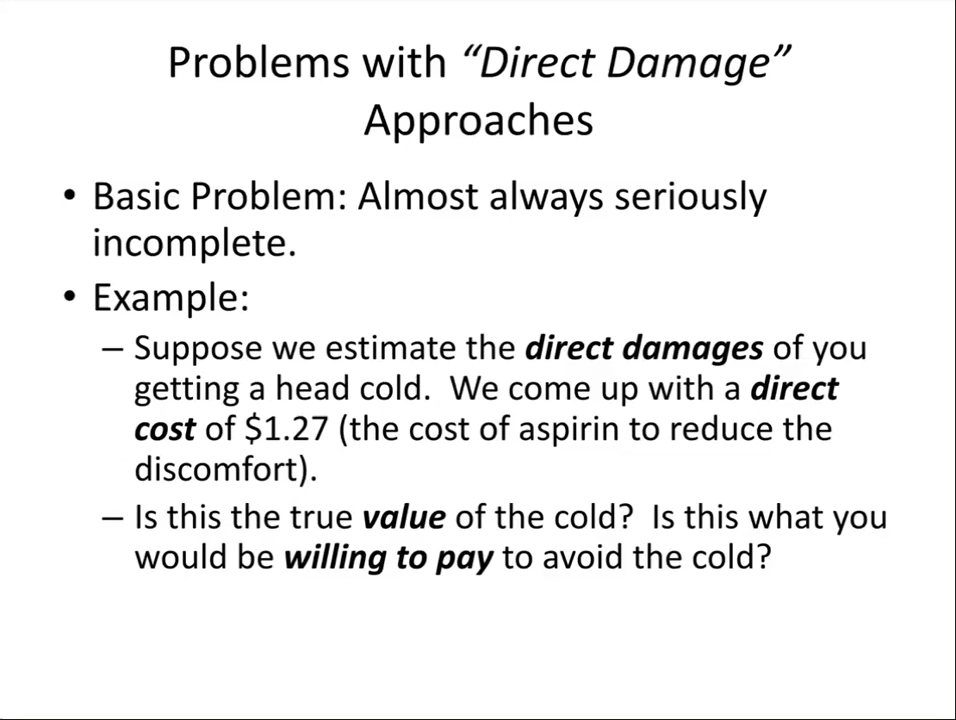 Problems with “Direct Damage”
Approaches
• Basic Problem: Almost always seriously
incomplete.
• Example:
– Suppose we estimate the direct damages of you
getting a head cold.  We come up with a direct
cost of $1.27 (the cost of aspirin to reduce the
discomfort).
– Is this the true value of the cold?  Is this what you
would be willing to pay to avoid the cold?